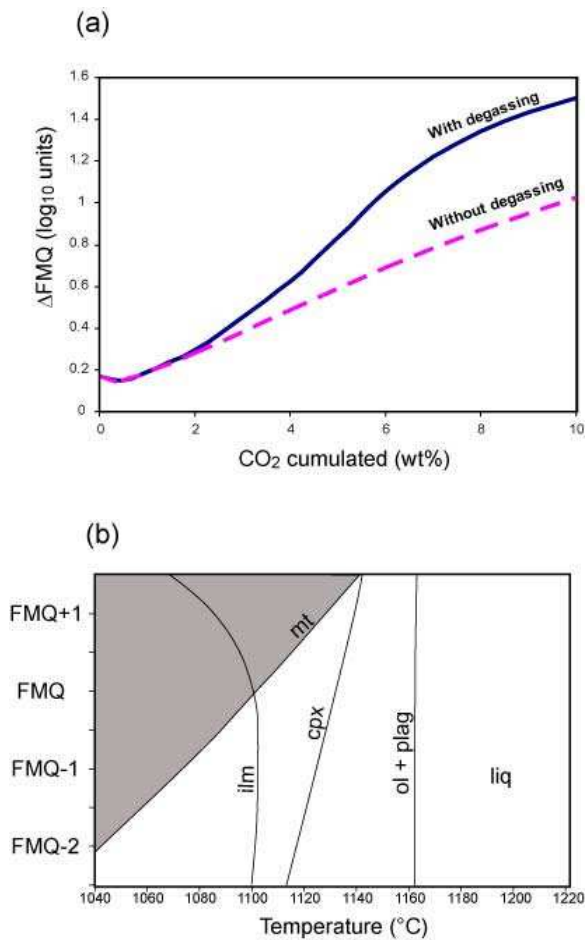 (a)
1.6
1.4
1.2
1
0.8
0.6
0.4
0.2
0
ΔFMQ (log₁₀ units)
With degassing
Without degassing
0 2 4 6 8 10
CO₂ cumulated (wt%)
(b)
FMQ+1
FMQ
FMQ-1
FMQ-2
mt
ilm
cpx
ol + plag
liq
1040 1060 1080 1100 1120 1140 1160 1180 1200 1220
Temperature (°C)